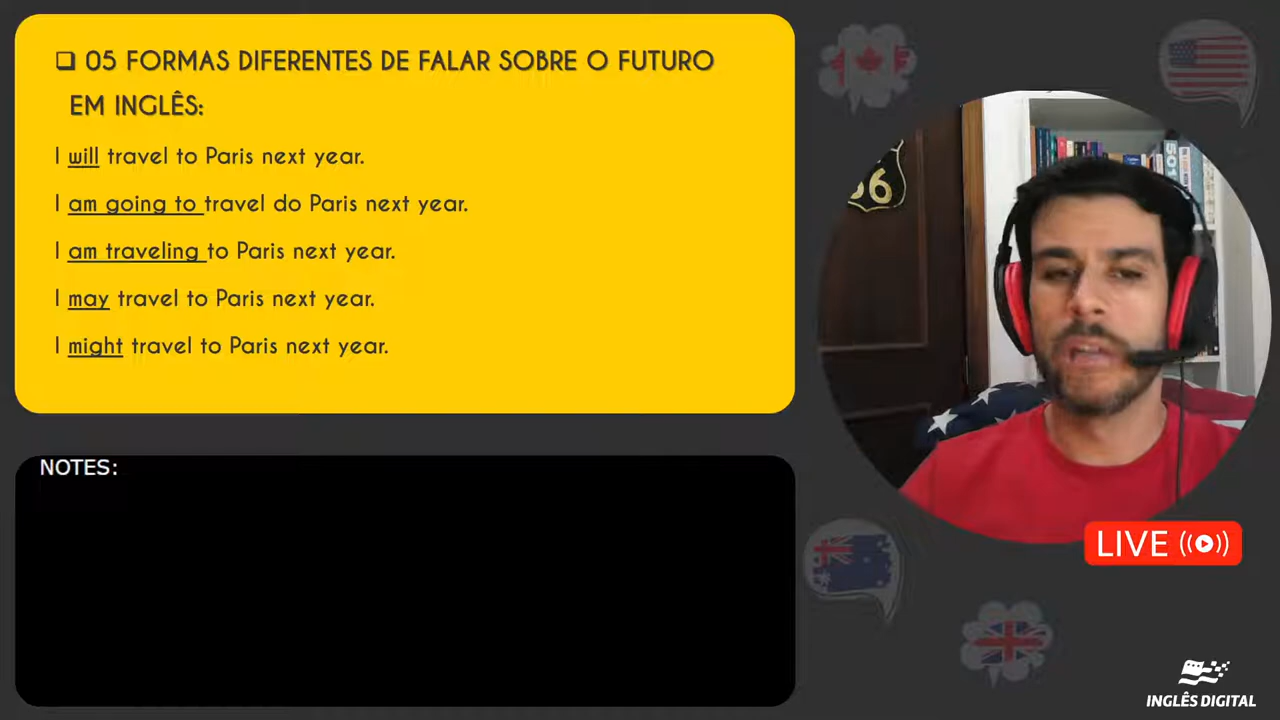 ❑ 05 FORMAS DIFERENTES DE FALAR SOBRE O FUTURO
EM INGLÊS:
I will travel to Paris next year.
I am going to travel do Paris next year.
I am traveling to Paris next year.
I may travel to Paris next year.
I might travel to Paris next year.
NOTES:
66
501
LIVE
INGLÊS DIGITAL